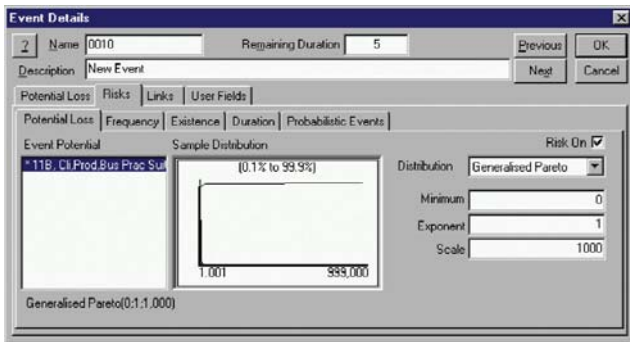 Event Details
? Name 0010 Remaining Duration 5 Previous OK
Description New Event Next Cancel
Potential Loss Risks Links User Fields
Potential Loss Frequency Existence Duration Probabilistic Events
Event Potential Sample Distribution Risk On
* 11B, Cli,Prod,Bus Prac Sui (0.1% to 99.9%) Distribution Generalised Pareto
Minimum 0
Exponent 1
Scale 1000
1.001 999,000
Generalised Pareto(0;1;1,000)